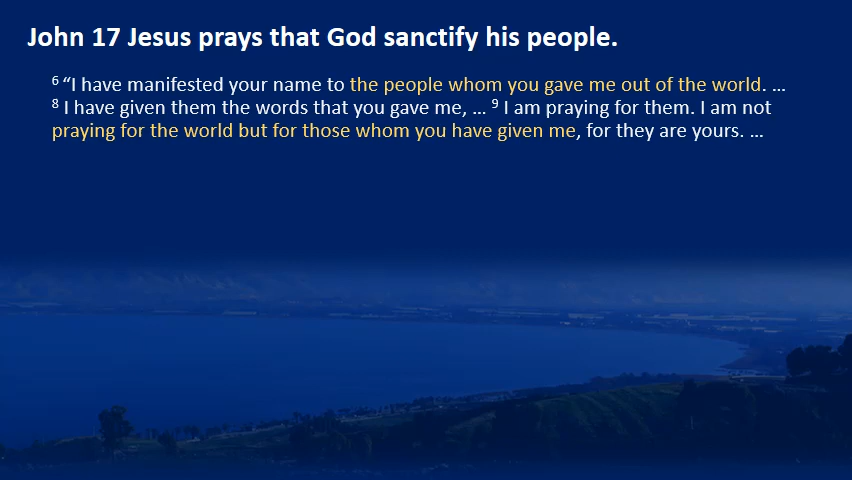 John 17 Jesus prays that God sanctify his people.
⁶ “I have manifested your name to the people whom you gave me out of the world. ...
⁸ I have given them the words that you gave me, ... ⁹ I am praying for them. I am not
praying for the world but for those whom you have given me, for they are yours. ...